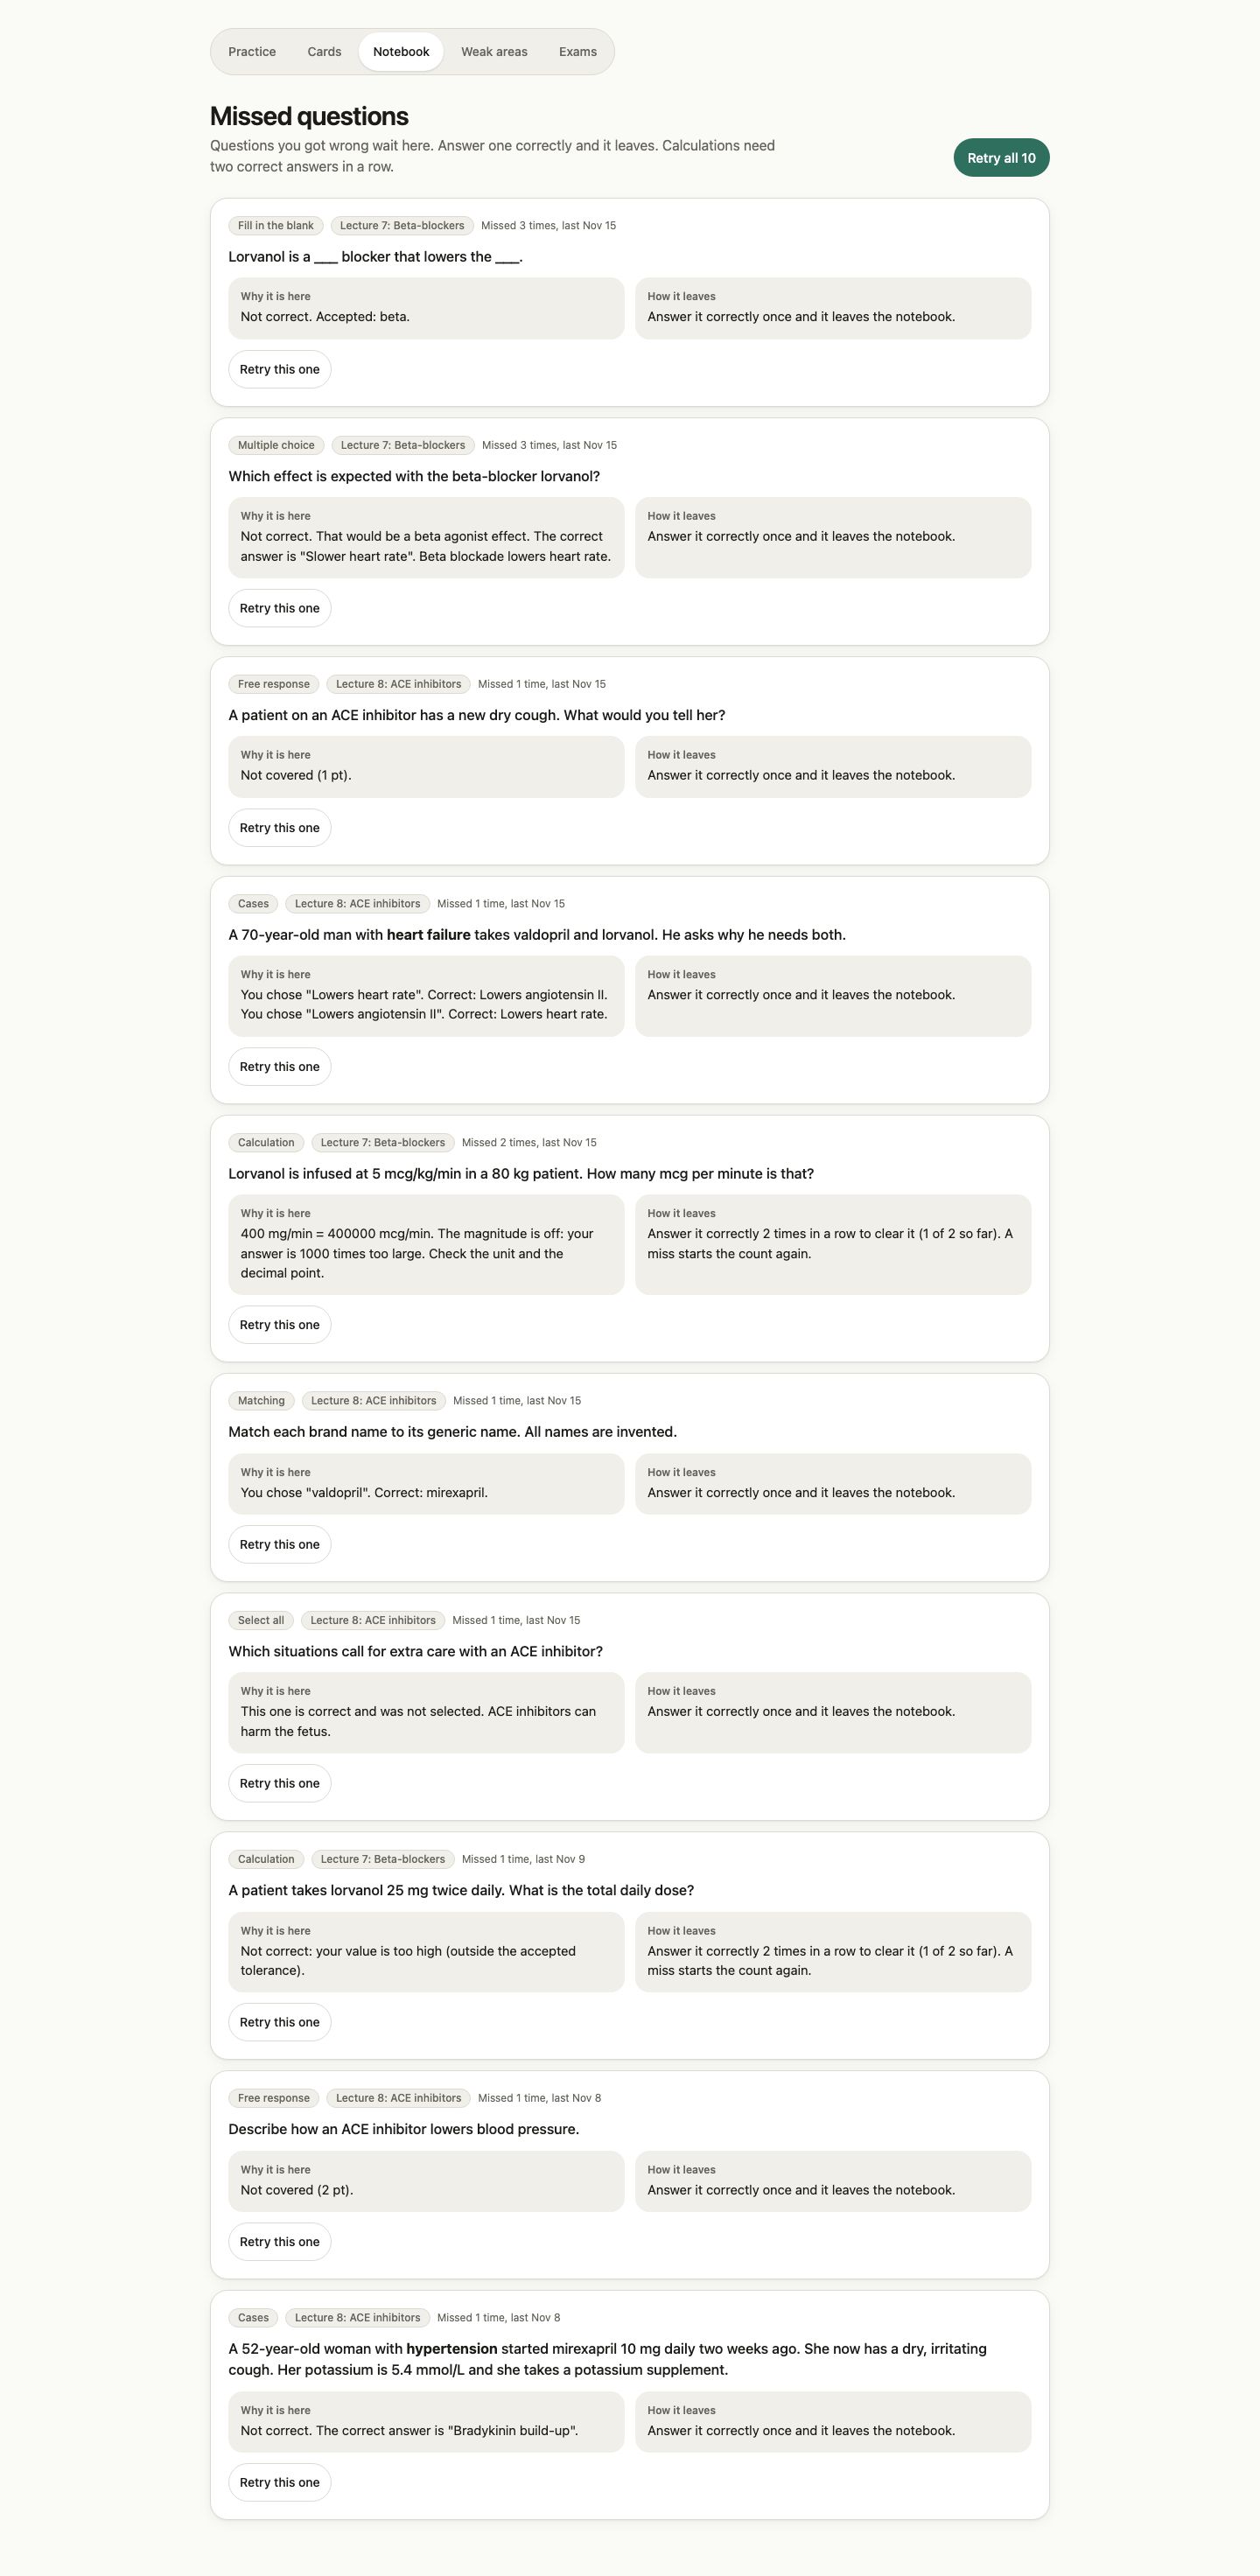 Practice Cards Notebook Weak areas Exams
Missed questions
Questions you got wrong wait here. Answer one correctly and it leaves. Calculations need
two correct answers in a row.
Retry all 10
Fill in the blank Lecture 7: Beta-blockers Missed 3 times, last Nov 15
Lorvanol is a ___ blocker that lowers the ___.
Why it is here
Not correct. Accepted: beta.
How it leaves
Answer it correctly once and it leaves the notebook.
Retry this one
Multiple choice Lecture 7: Beta-blockers Missed 3 times, last Nov 15
Which effect is expected with the beta-blocker lorvanol?
Why it is here
Not correct. That would be a beta agonist effect. The correct
answer is "Slower heart rate". Beta blockade lowers heart rate.
How it leaves
Answer it correctly once and it leaves the notebook.
Retry this one
Free response Lecture 8: ACE inhibitors Missed 1 time, last Nov 15
A patient on an ACE inhibitor has a new dry cough. What would you tell her?
Why it is here
Not covered (1 pt).
How it leaves
Answer it correctly once and it leaves the notebook.
Retry this one
Cases Lecture 8: ACE inhibitors Missed 1 time, last Nov 15
A 70-year-old man with heart failure takes valdopril and lorvanol. He asks why he needs both.
Why it is here
You chose "Lowers heart rate". Correct: Lowers angiotensin II.
You chose "Lowers angiotensin II". Correct: Lowers heart rate.
How it leaves
Answer it correctly once and it leaves the notebook.
Retry this one
Calculation Lecture 7: Beta-blockers Missed 2 times, last Nov 15
Lorvanol is infused at 5 mcg/kg/min in a 80 kg patient. How many mcg per minute is that?
Why it is here
400 mg/min = 400000 mcg/min. The magnitude is off: your
answer is 1000 times too large. Check the unit and the
decimal point.
How it leaves
Answer it correctly 2 times in a row to clear it (1 of 2 so far). A
miss starts the count again.
Retry this one
Matching Lecture 8: ACE inhibitors Missed 1 time, last Nov 15
Match each brand name to its generic name. All names are invented.
Why it is here
You chose "valdopril". Correct: mirexapril.
How it leaves
Answer it correctly once and it leaves the notebook.
Retry this one
Select all Lecture 8: ACE inhibitors Missed 1 time, last Nov 15
Which situations call for extra care with an ACE inhibitor?
Why it is here
This one is correct and was not selected. ACE inhibitors can
harm the fetus.
How it leaves
Answer it correctly once and it leaves the notebook.
Retry this one
Calculation Lecture 7: Beta-blockers Missed 1 time, last Nov 9
A patient takes lorvanol 25 mg twice daily. What is the total daily dose?
Why it is here
Not correct: your value is too high (outside the accepted
tolerance).
How it leaves
Answer it correctly 2 times in a row to clear it (1 of 2 so far). A
miss starts the count again.
Retry this one
Free response Lecture 8: ACE inhibitors Missed 1 time, last Nov 8
Describe how an ACE inhibitor lowers blood pressure.
Why it is here
Not covered (2 pt).
How it leaves
Answer it correctly once and it leaves the notebook.
Retry this one
Cases Lecture 8: ACE inhibitors Missed 1 time, last Nov 8
A 52-year-old woman with hypertension started mirexapril 10 mg daily two weeks ago. She now has a dry, irritating
cough. Her potassium is 5.4 mmol/L and she takes a potassium supplement.
Why it is here
Not correct. The correct answer is "Bradykinin build-up".
How it leaves
Answer it correctly once and it leaves the notebook.
Retry this one